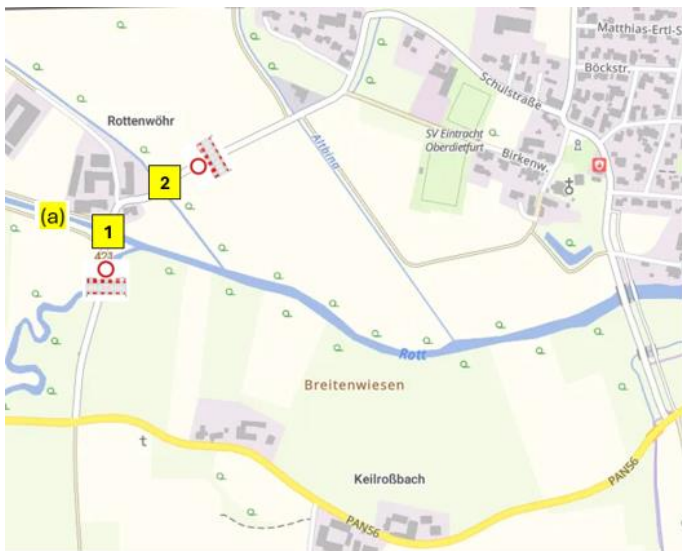 Matthias-Ertl-S
Böckstr.
Schulstraße
Rottenwöhr
SV Eintracht
Oberdietfurt
Birkenw.
Altbina
2
(a)
1
421
Rott
Breitenwiesen
t
Keilroßbach
PAN56
PAN56